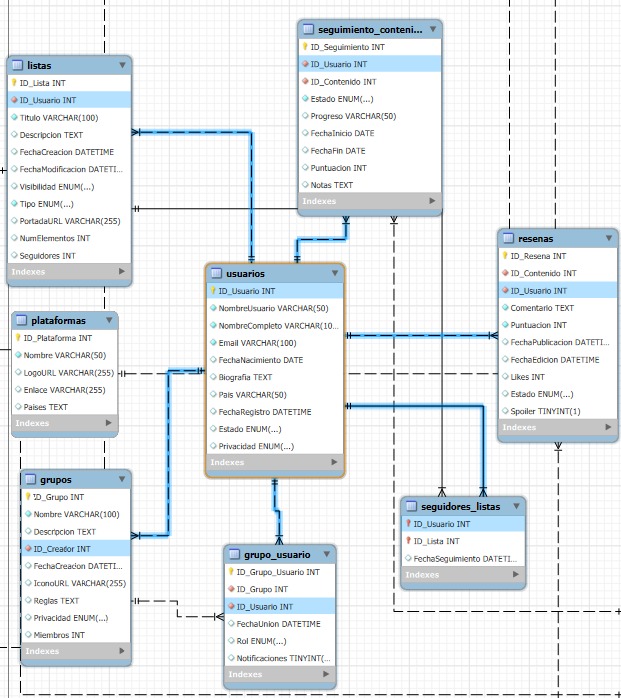 seguimiento_conteni...
ID_Seguimiento INT
ID_Usuario INT
ID_Contenido INT
Estado ENUM(...)
Progreso VARCHAR(50)
FechaInicio DATE
FechaFin DATE
Puntuacion INT
Notas TEXT
Indexes
listas
ID_Lista INT
ID_Usuario INT
Titulo VARCHAR(100)
Descripcion TEXT
FechaCreacion DATETIME
FechaModificacion DATETI...
Visibilidad ENUM(...)
Tipo ENUM(...)
PortadaURL VARCHAR(255)
NumElementos INT
Seguidores INT
Indexes
usuarios
ID_Usuario INT
NombreUsuario VARCHAR(50)
NombreCompleto VARCHAR(10...
Email VARCHAR(100)
FechaNacimiento DATE
Biografia TEXT
Pais VARCHAR(50)
FechaRegistro DATETIME
Estado ENUM(...)
Privacidad ENUM(...)
Indexes
resenas
ID_Resena INT
ID_Contenido INT
ID_Usuario INT
Comentario TEXT
Puntuacion INT
FechaPublicacion DATETI...
FechaEdicion DATETIME
Likes INT
Estado ENUM(...)
Spoiler TINYINT(1)
Indexes
plataformas
ID_Plataforma INT
Nombre VARCHAR(50)
LogoURL VARCHAR(255)
Enlace VARCHAR(255)
Paises TEXT
Indexes
grupos
ID_Grupo INT
Nombre VARCHAR(100)
Descripcion TEXT
ID_Creador INT
FechaCreacion DATETI...
IconoURL VARCHAR(255)
Reglas TEXT
Privacidad ENUM(...)
Miembros INT
Indexes
grupo_usuario
ID_Grupo_Usuario INT
ID_Grupo INT
ID_Usuario INT
FechaUnion DATETIME
Rol ENUM(...)
Notificaciones TINYINT(...
Indexes
seguidores_listas
ID_Usuario INT
ID_Lista INT
FechaSeguimiento DATETI...
Indexes